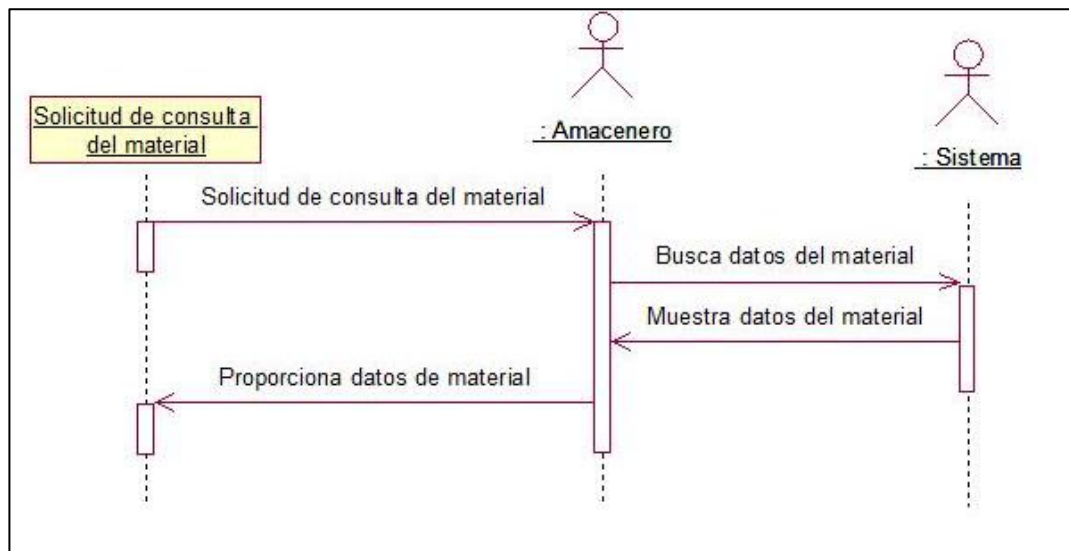 Solicitud de consulta
del material
: Amacenero
: Sistema
Solicitud de consulta del material
Busca datos del material
Muestra datos del material
Proporciona datos de material